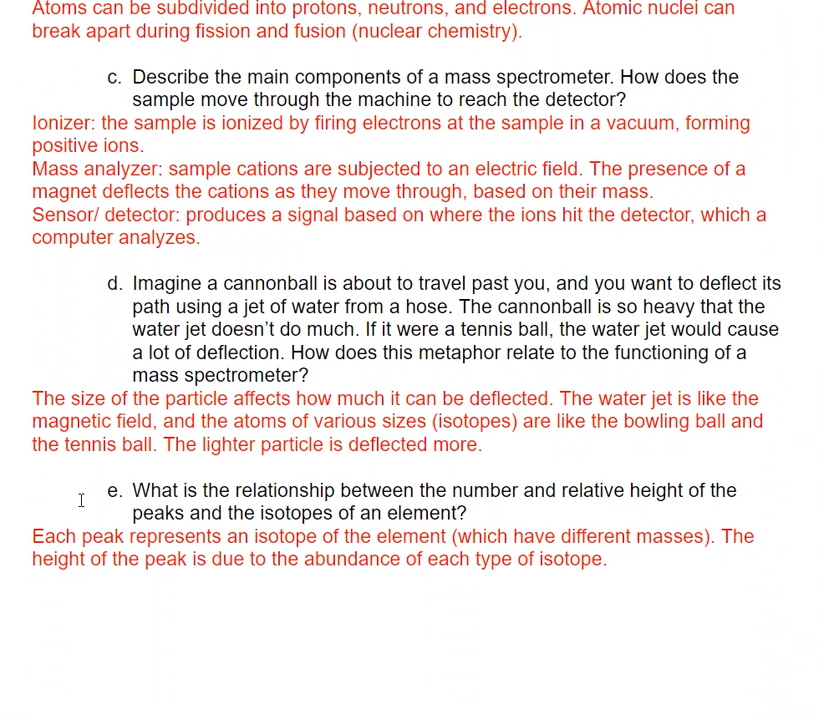 Atoms can be subdivided into protons, neutrons, and electrons. Atomic nuclei can
break apart during fission and fusion (nuclear chemistry).
c. Describe the main components of a mass spectrometer. How does the
sample move through the machine to reach the detector?
Ionizer: the sample is ionized by firing electrons at the sample in a vacuum, forming
positive ions.
Mass analyzer: sample cations are subjected to an electric field. The presence of a
magnet deflects the cations as they move through, based on their mass.
Sensor/ detector: produces a signal based on where the ions hit the detector, which a
computer analyzes.
d. Imagine a cannonball is about to travel past you, and you want to deflect its
path using a jet of water from a hose. The cannonball is so heavy that the
water jet doesn't do much. If it were a tennis ball, the water jet would cause
a lot of deflection. How does this metaphor relate to the functioning of a
mass spectrometer?
The size of the particle affects how much it can be deflected. The water jet is like the
magnetic field, and the atoms of various sizes (isotopes) are like the bowling ball and
the tennis ball. The lighter particle is deflected more.
e. What is the relationship between the number and relative height of the
peaks and the isotopes of an element?
Each peak represents an isotope of the element (which have different masses). The
height of the peak is due to the abundance of each type of isotope.